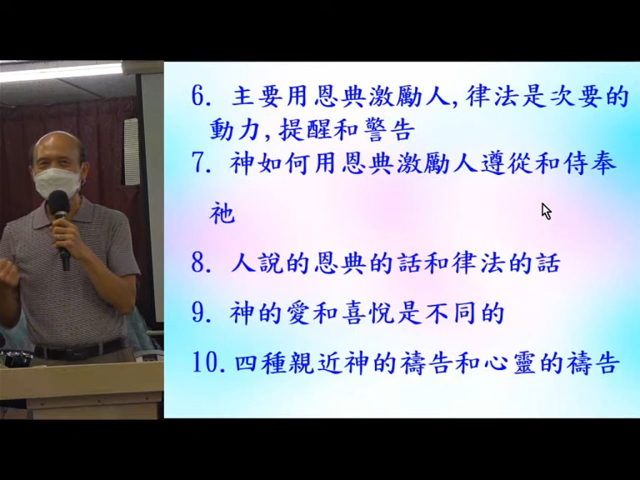 6. 主要用恩典激勵人,律法是次要的
動力,提醒和警告
7. 神如何用恩典激勵人遵從和侍奉
祂
8. 人說的恩典的話和律法的話
9. 神的愛和喜悅是不同的
10.四種親近神的禱告和心靈的禱告